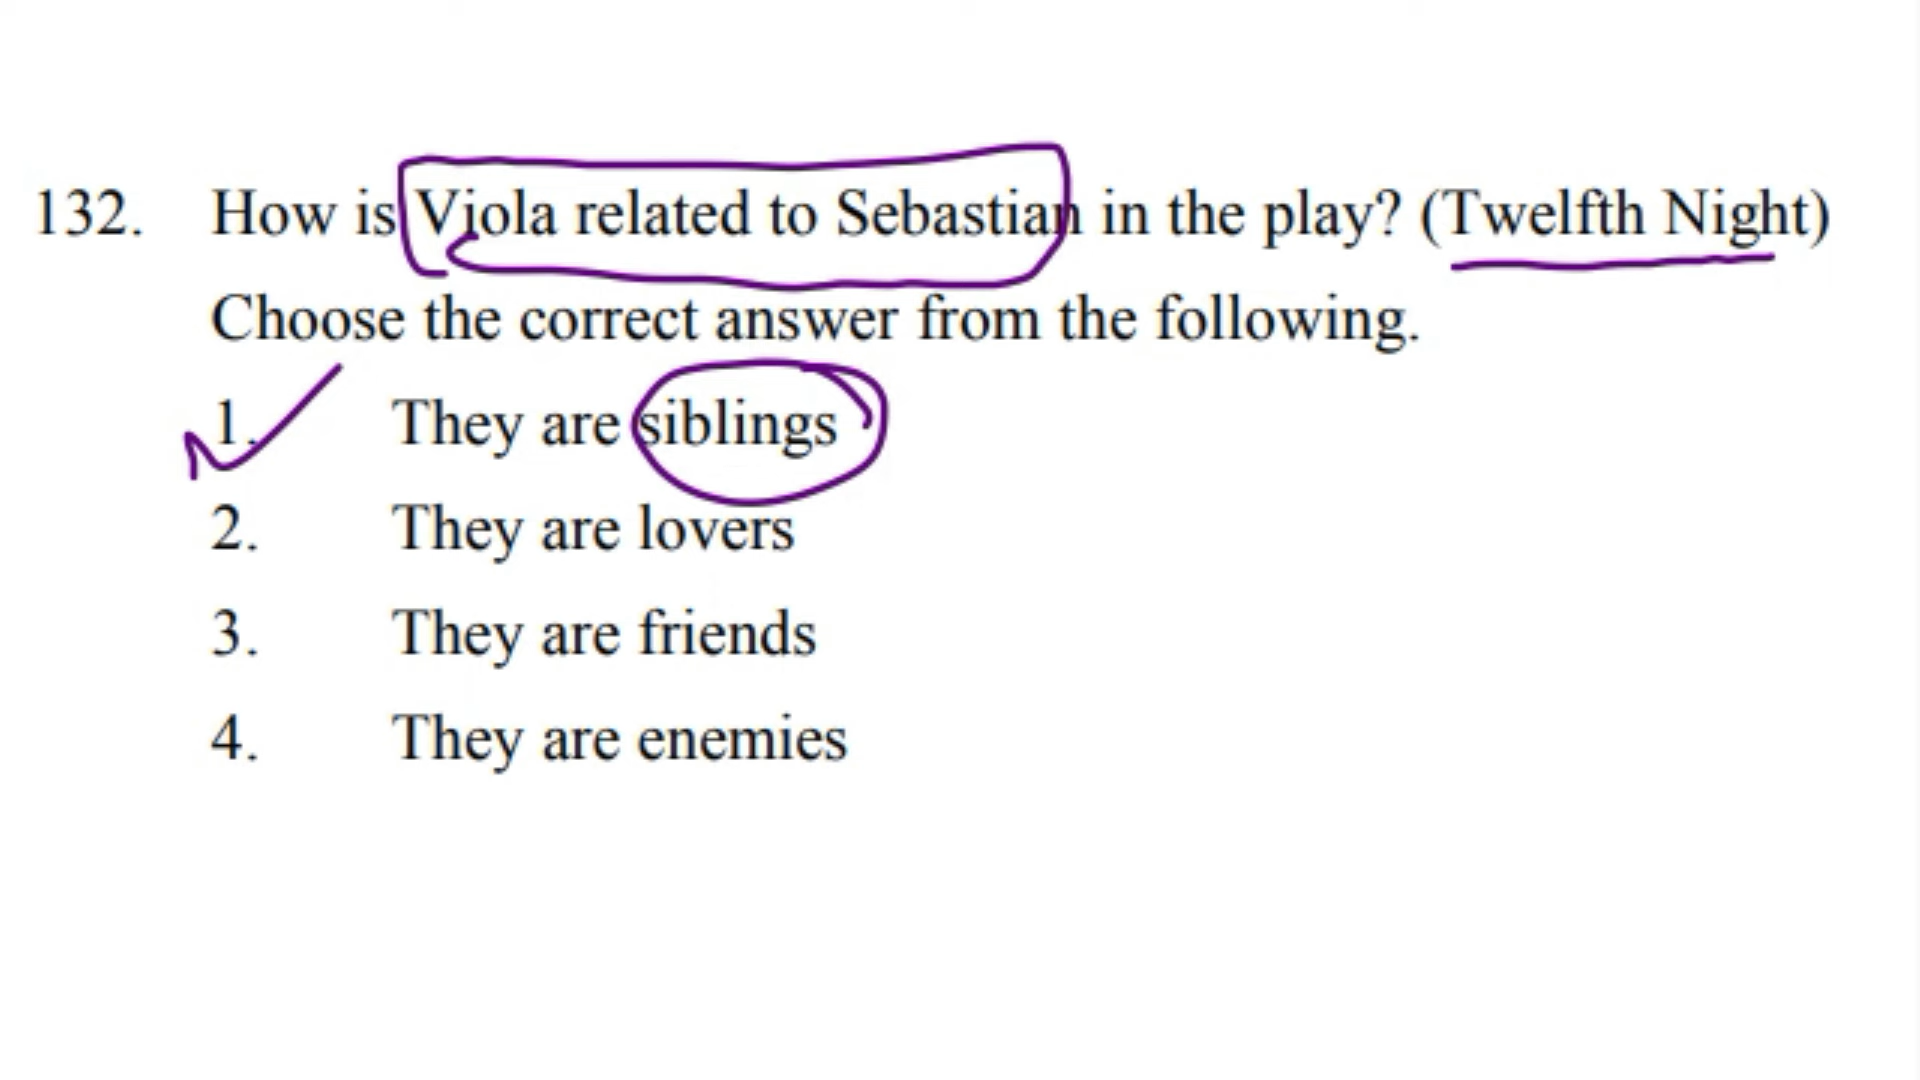 132. How is Viola related to Sebastian in the play? (Twelfth Night)
Choose the correct answer from the following.
1. They are siblings
2. They are lovers
3. They are friends
4. They are enemies